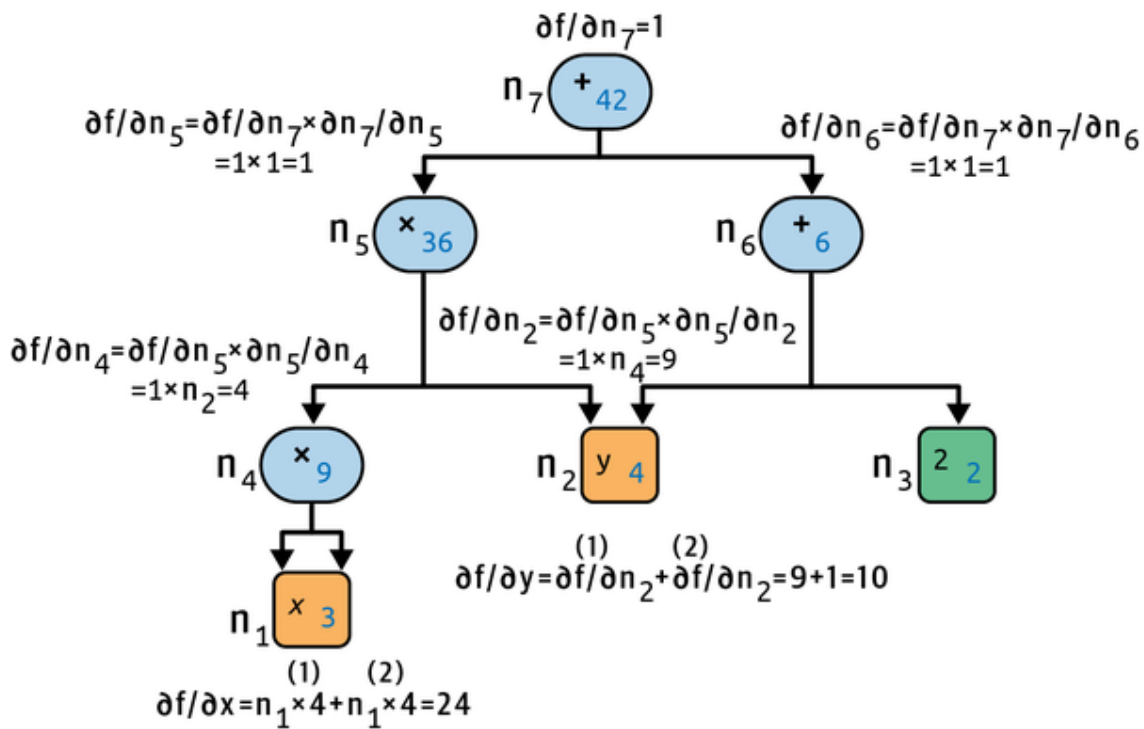 ∂f/∂n₇=1
n₇
+ 42
∂f/∂n₅=∂f/∂n₇×∂n₇/∂n₅
=1×1=1
∂f/∂n₆=∂f/∂n₇×∂n₇/∂n₆
=1×1=1
n₅
× 36
n₆
+ 6
∂f/∂n₂=∂f/∂n₅×∂n₅/∂n₂
=1×n₄=9
∂f/∂n₄=∂f/∂n₅×∂n₅/∂n₄
=1×n₂=4
n₄
× 9
n₂
y 4
n₃
2 2
(1) (2)
∂f/∂y=∂f/∂n₂+∂f/∂n₂=9+1=10
n₁
x 3
(1) (2)
∂f/∂x=n₁×4+n₁×4=24